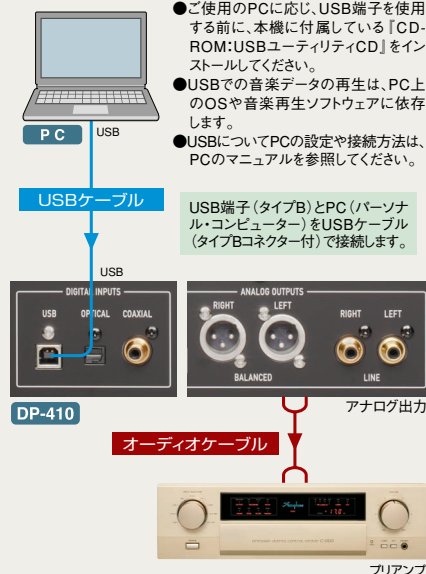 ●ご使用のPCに応じ、USB端子を使用
する前に、本機に付属している『CD-
ROM：USBユーティリティCD』をイン
ストールしてください。
●USBでの音楽データの再生は、PC上
のOSや音楽再生ソフトウェアに依存
します。
●USBについてPCの設定や接続方法は、
PCのマニュアルを参照してください。
PC
USB
USBケーブル
USB端子（タイプB）とPC（パーソナ
ル・コンピューター）をUSBケーブル
（タイプBコネクター付）で接続します。
USB
DIGITAL INPUTS
USB OPTICAL COAXIAL
ANALOG OUTPUTS
RIGHT LEFT RIGHT LEFT
BALANCED LINE
DP-410
アナログ出力
オーディオケーブル
Accuphase
プリアンプ